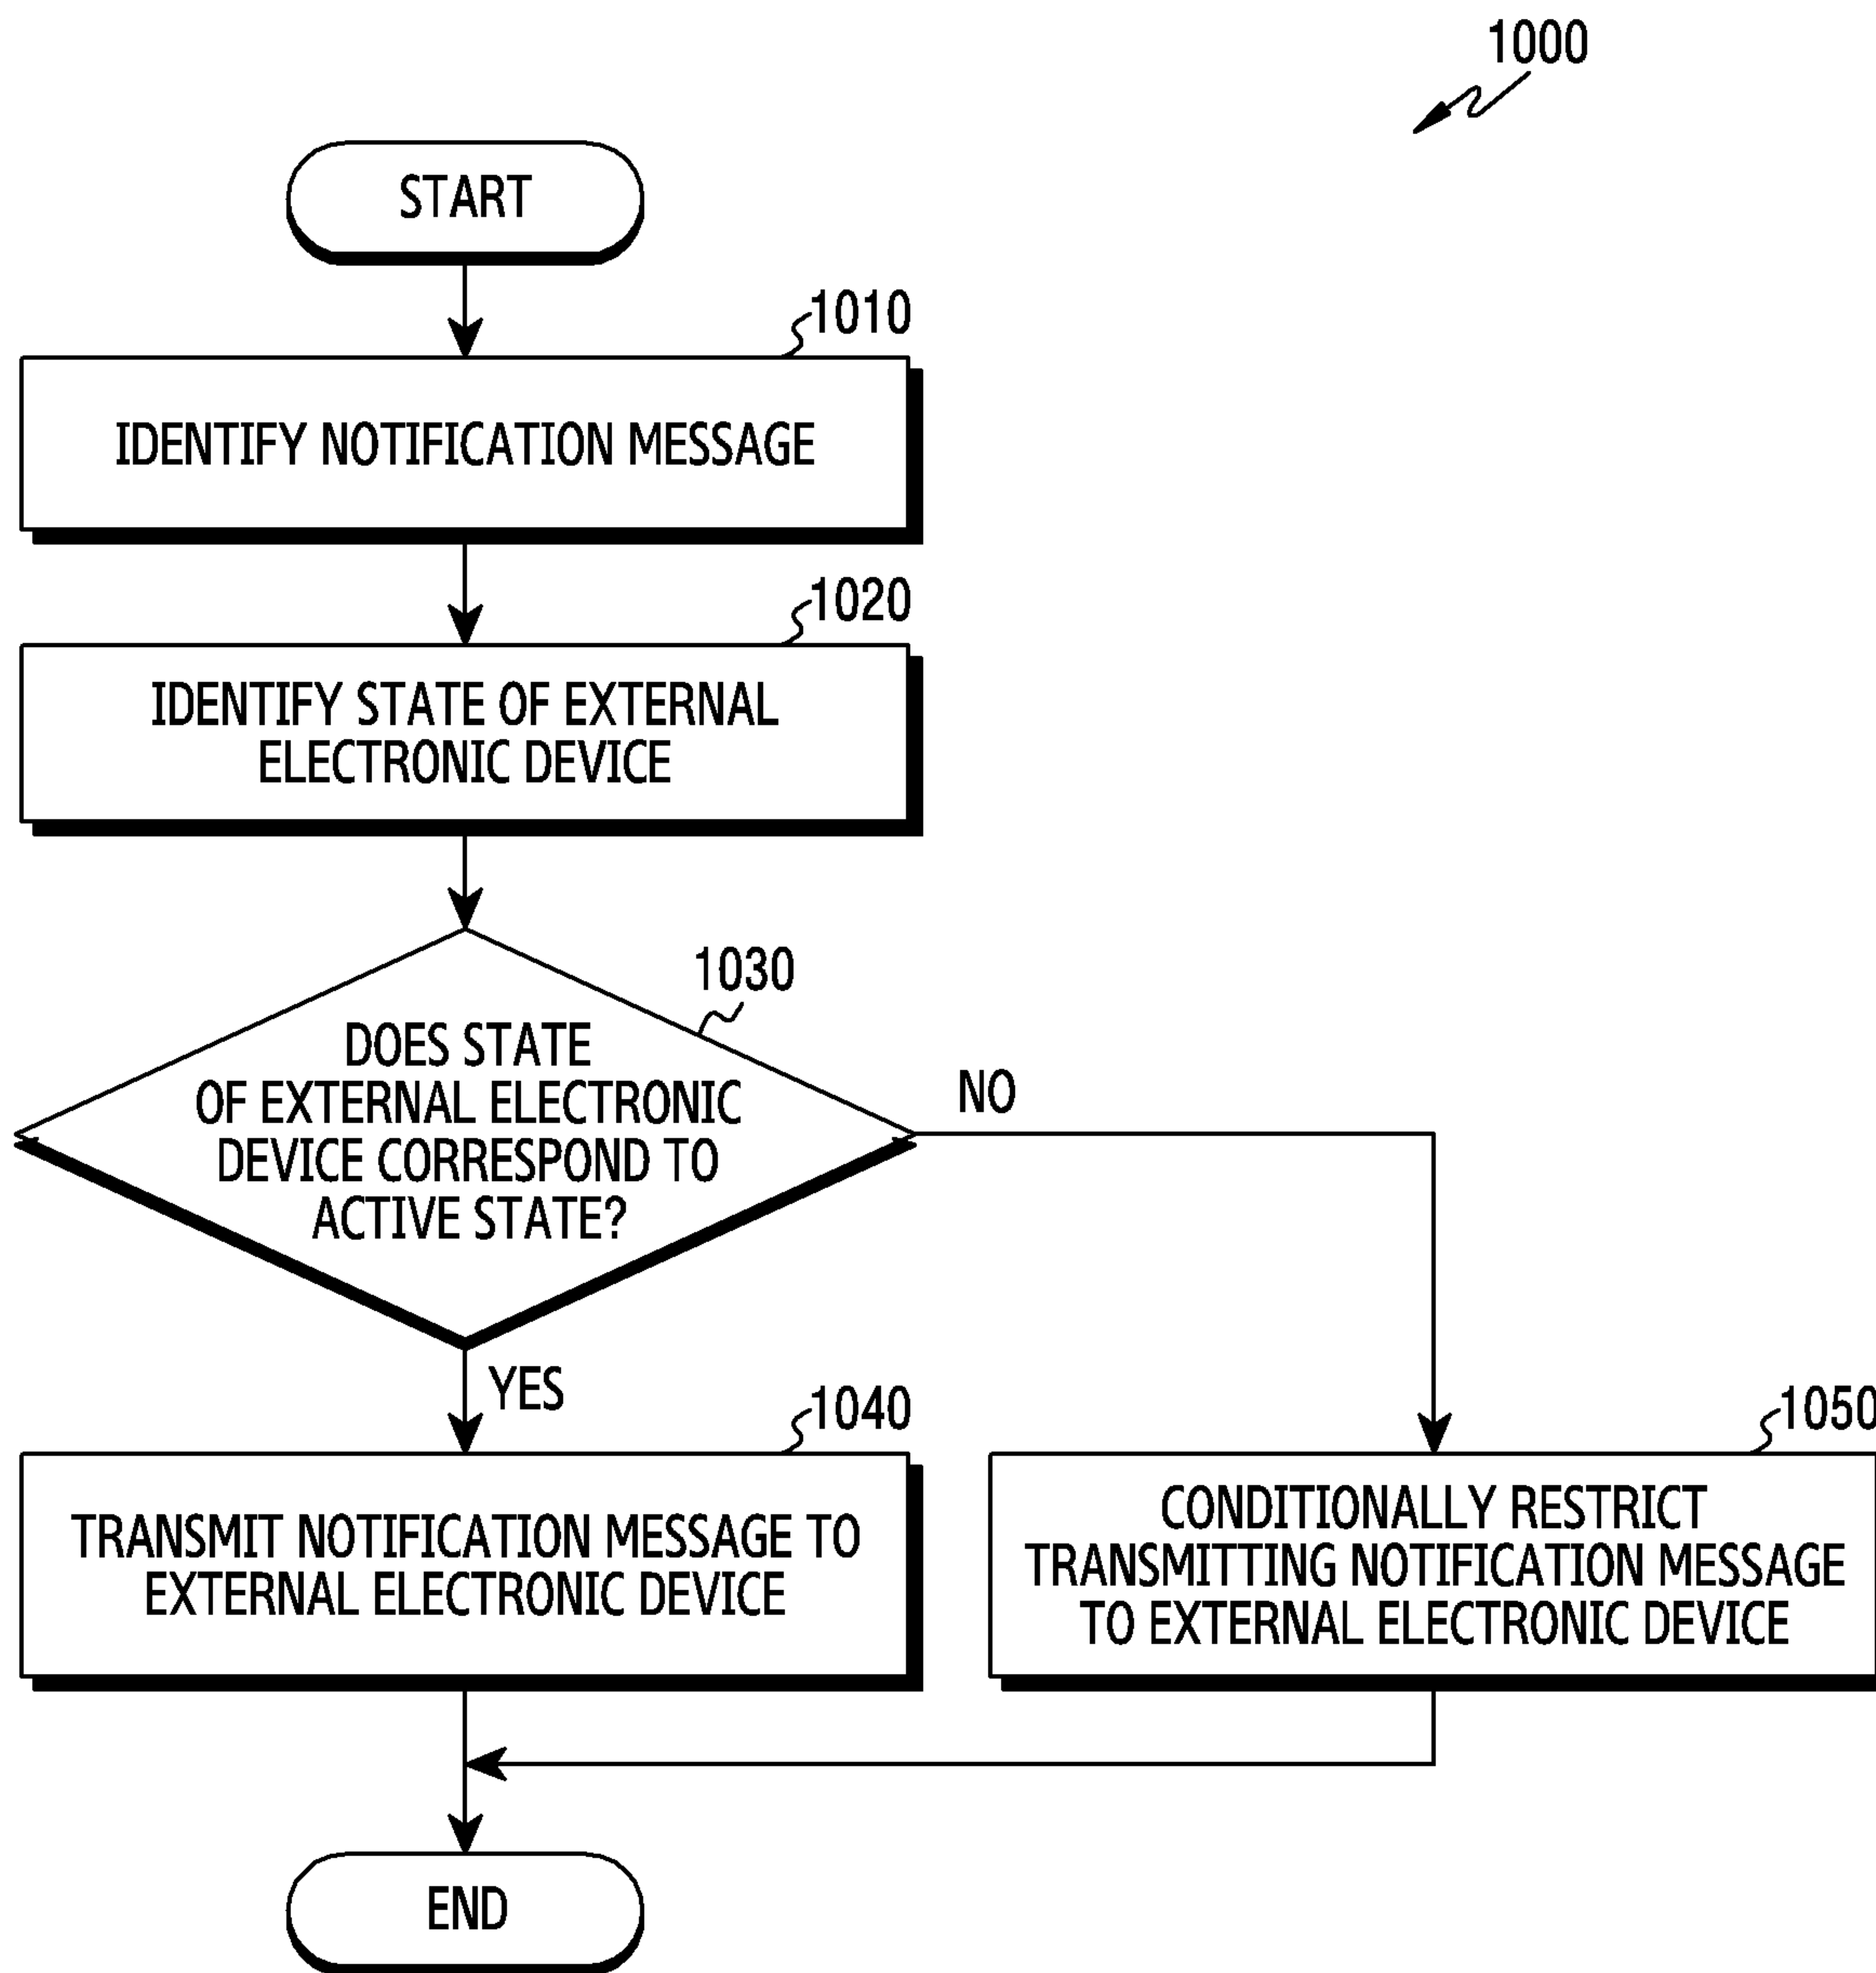 1000
START
1010
IDENTIFY NOTIFICATION MESSAGE
1020
IDENTIFY STATE OF EXTERNAL
ELECTRONIC DEVICE
1030
DOES STATE
OF EXTERNAL ELECTRONIC
DEVICE CORRESPOND TO
ACTIVE STATE?
NO
YES
1040
TRANSMIT NOTIFICATION MESSAGE TO
EXTERNAL ELECTRONIC DEVICE
1050
CONDITIONALLY RESTRICT
TRANSMITTING NOTIFICATION MESSAGE
TO EXTERNAL ELECTRONIC DEVICE
END